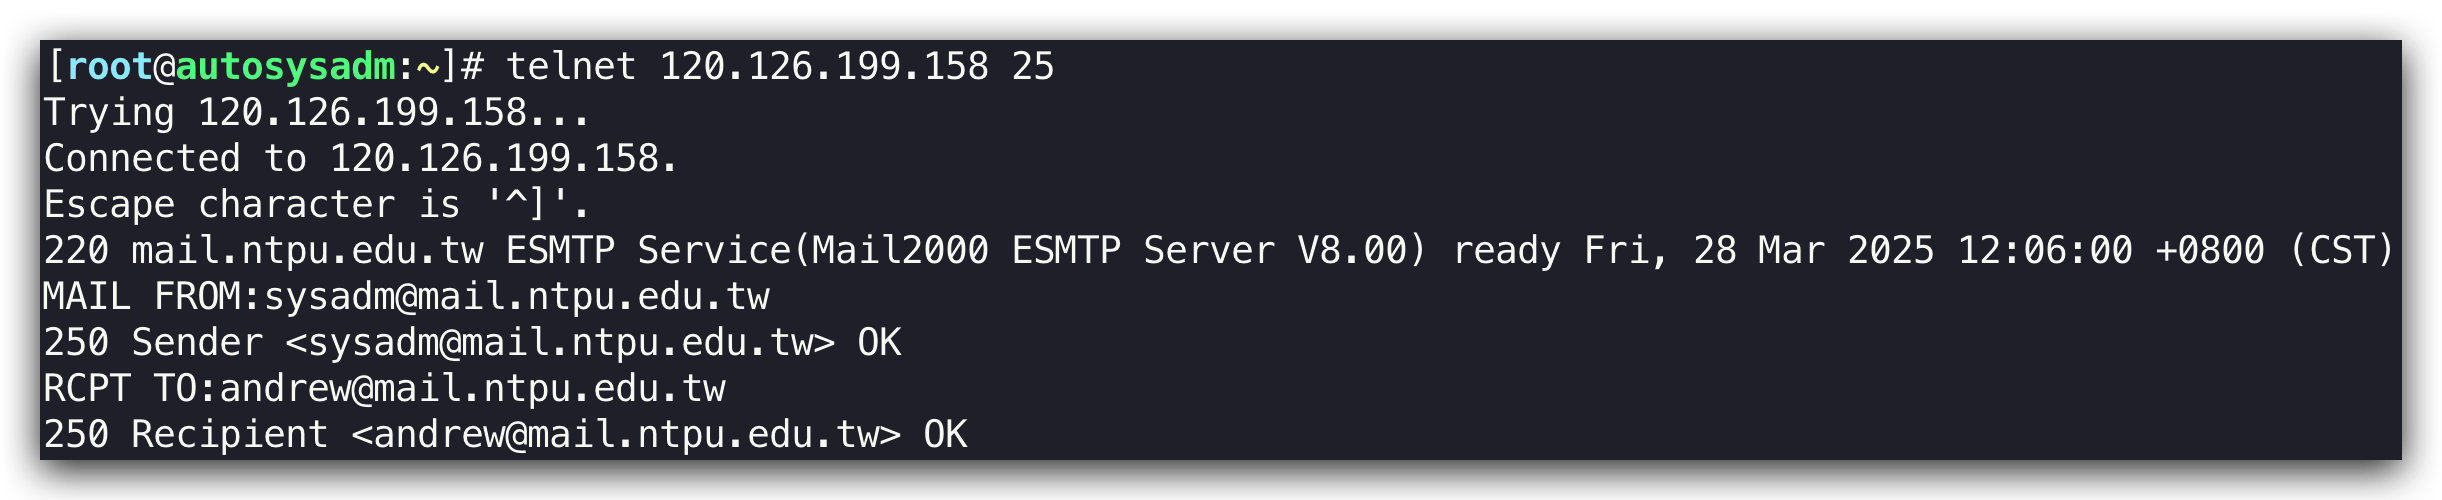 [root@autosysadm:~]# telnet 120.126.199.158 25
Trying 120.126.199.158...
Connected to 120.126.199.158.
Escape character is '^]'.
220 mail.ntpu.edu.tw ESMTP Service(Mail2000 ESMTP Server V8.00) ready Fri, 28 Mar 2025 12:06:00 +0800 (CST)
MAIL FROM:sysadm@mail.ntpu.edu.tw
250 Sender <sysadm@mail.ntpu.edu.tw> OK
RCPT TO:andrew@mail.ntpu.edu.tw
250 Recipient <andrew@mail.ntpu.edu.tw> OK